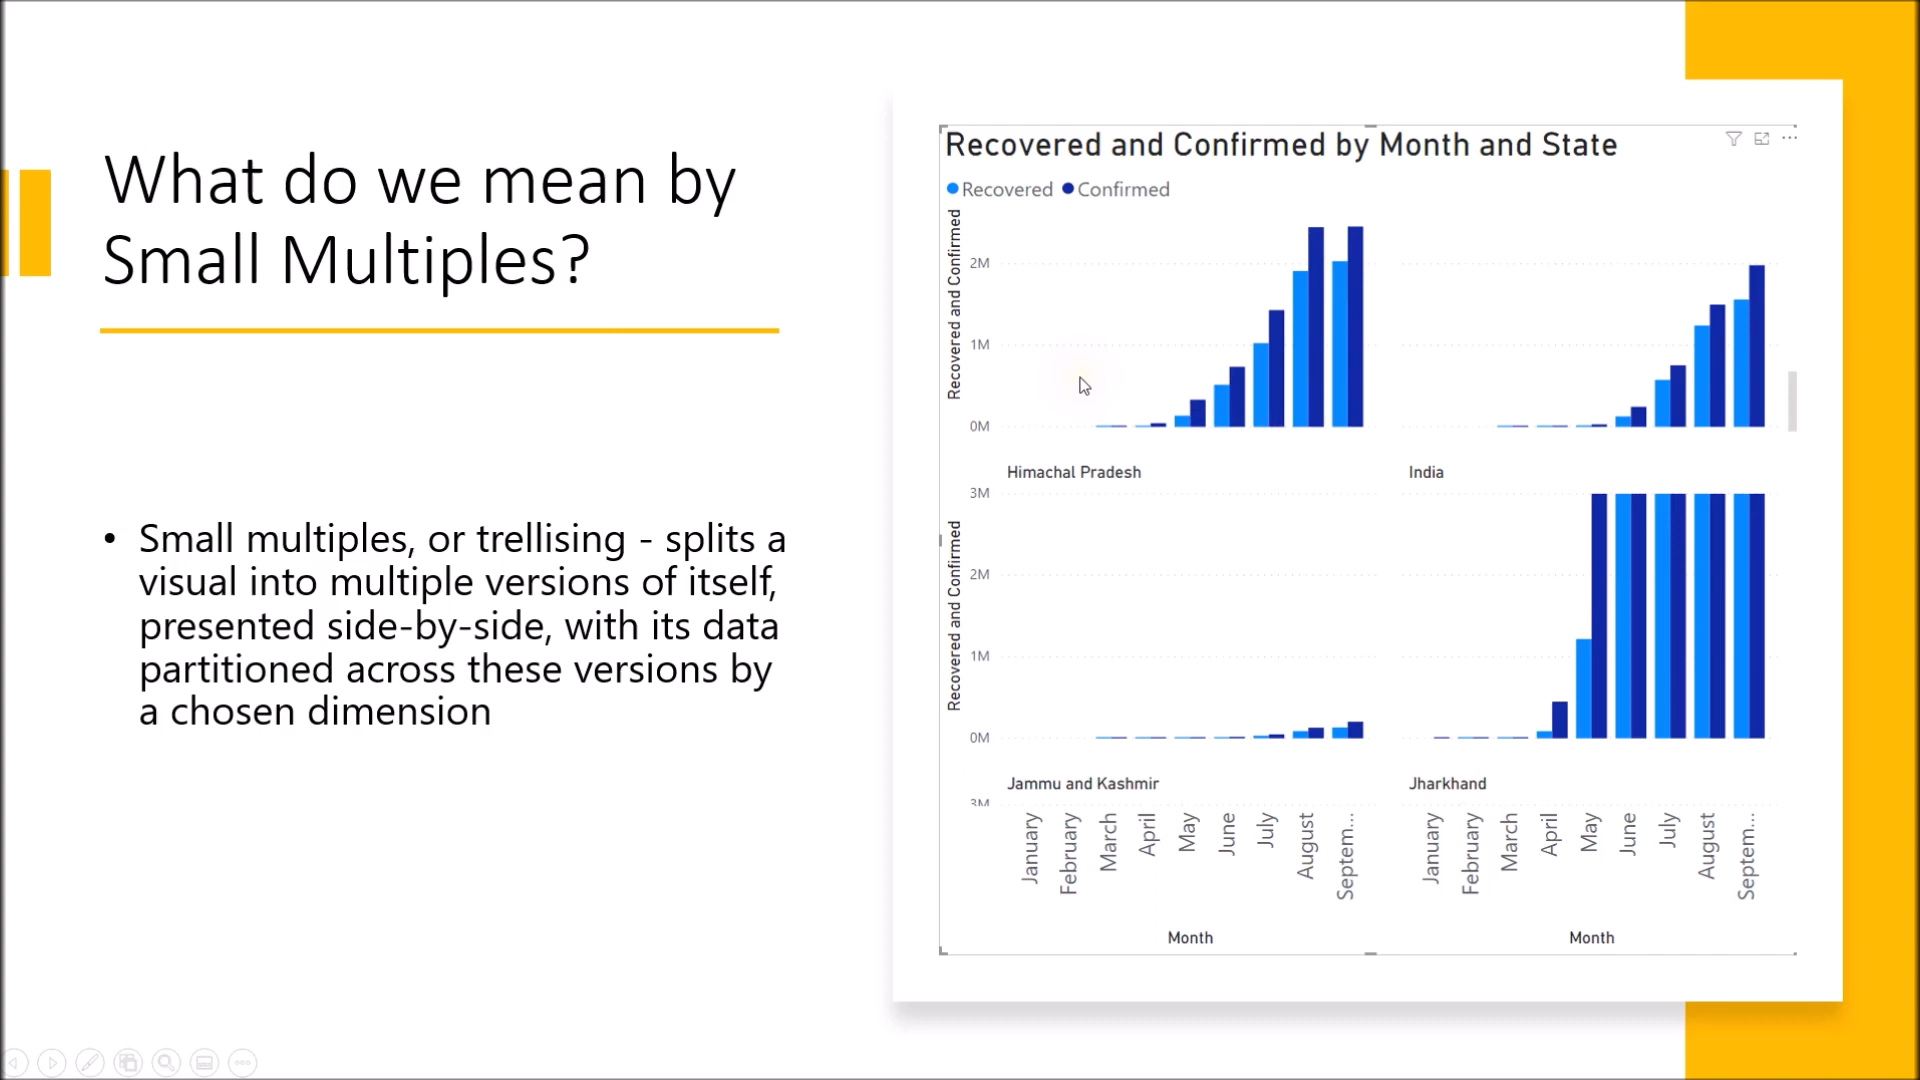 What do we mean by
Small Multiples?
• Small multiples, or trellising - splits a
visual into multiple versions of itself,
presented side-by-side, with its data
partitioned across these versions by
a chosen dimension
Recovered and Confirmed by Month and State
Recovered Confirmed
Recovered and Confirmed
2M
1M
0M
Himachal Pradesh
India
Recovered and Confirmed
3M
2M
1M
0M
Jammu and Kashmir
Jharkhand
3M
January
February
March
April
May
June
July
August
Septem...
January
February
March
April
May
June
July
August
Septem...
Month
Month